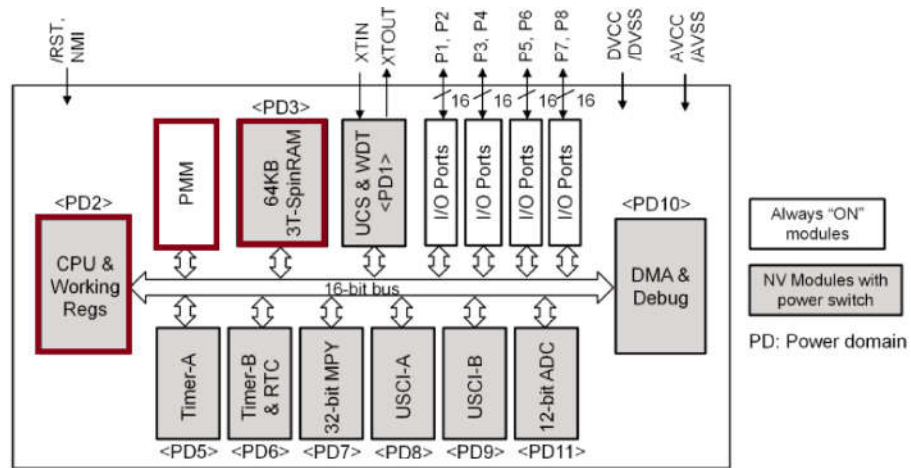 /RST,
NMI
XTIN
XTOUT
P1, P2
P3, P4
P5, P6
P7, P8
DVCC
/DVSS
AVCC
/AVSS
16
16
16
16
<PD3>
PMM
64KB
3T-SpinRAM
UCS & WDT
<PD1>
I/O Ports
I/O Ports
I/O Ports
I/O Ports
<PD2>
CPU &
Working
Regs
16-bit bus
<PD10>
DMA &
Debug
Always "ON"
modules
NV Modules with
power switch
PD: Power domain
Timer-A
Timer-B
& RTC
32-bit MPY
USCI-A
USCI-B
12-bit ADC
<PD5>
<PD6>
<PD7>
<PD8>
<PD9>
<PD11>